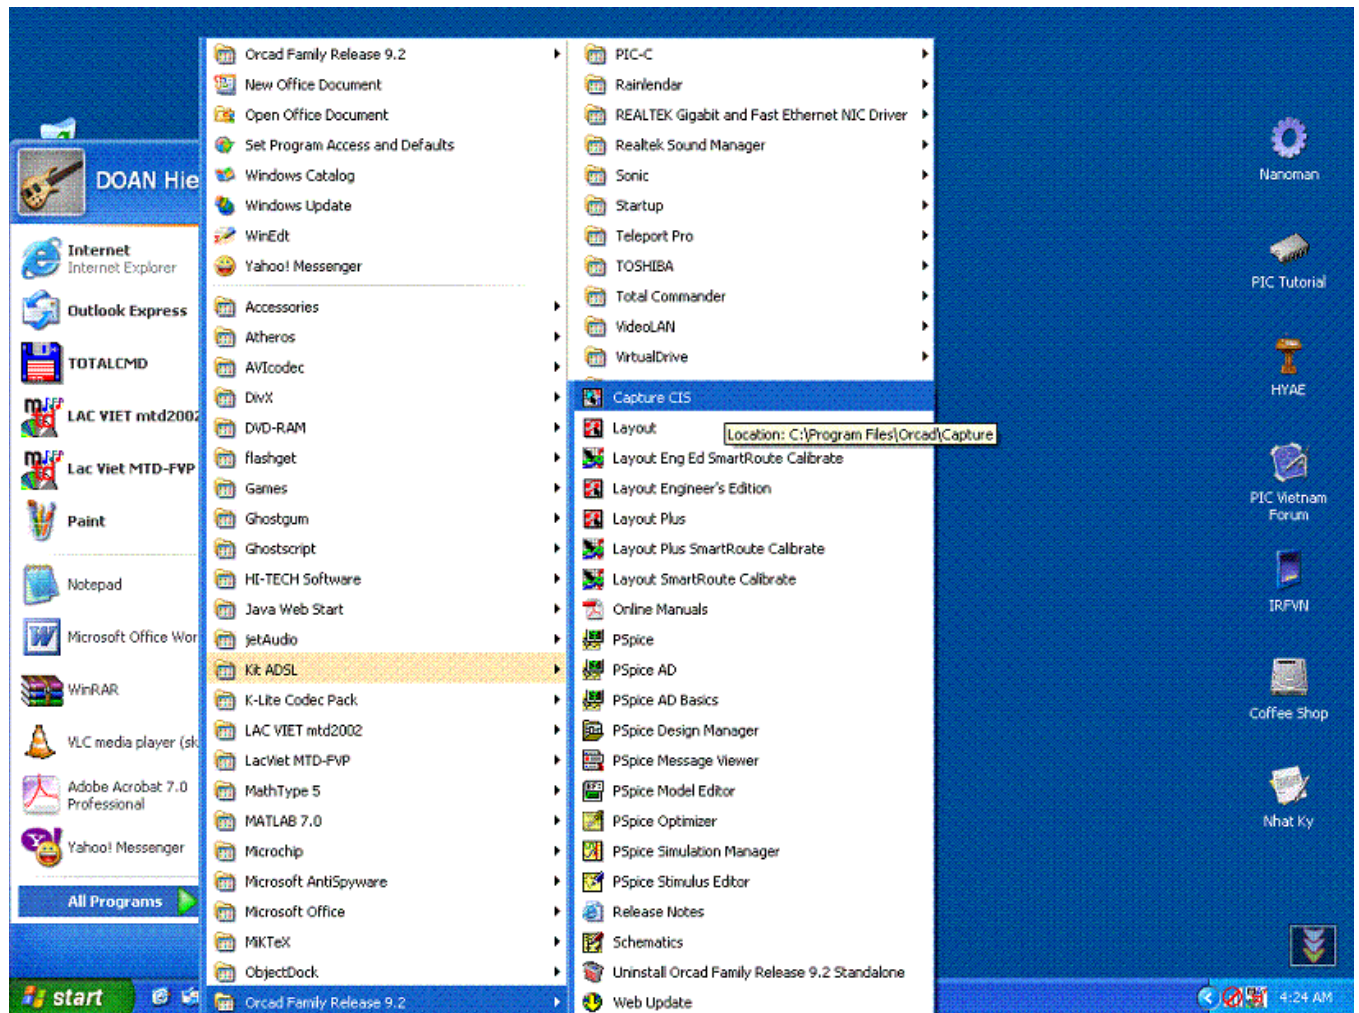 DOAN Hie
Internet
Internet Explorer
Outlook Express
TOTALCMD
LAC VIET mtd2002
Lac Viet MTD-FVP
Paint
Notepad
Microsoft Office Wor
WinRAR
VLC media player (sk
Adobe Acrobat 7.0
Professional
Yahoo! Messenger
All Programs
start
Orcad Family Release 9.2
New Office Document
Open Office Document
Set Program Access and Defaults
Windows Catalog
Windows Update
WinEdt
Yahoo! Messenger
Accessories
Atheros
AVIcodec
DivX
DVD-RAM
flashget
Games
Ghostgum
Ghostscript
HI-TECH Software
Java Web Start
jetAudio
Kit ADSL
K-Lite Codec Pack
LAC VIET mtd2002
LacViet MTD-FVP
MathType 5
MATLAB 7.0
Microchip
Microsoft AntiSpyware
Microsoft Office
MiKTeX
ObjectDock
Orcad Family Release 9.2
PIC-C
Rainlendar
REALTEK Gigabit and Fast Ethernet NIC Driver
Realtek Sound Manager
Sonic
Startup
Teleport Pro
TOSHIBA
Total Commander
VideoLAN
VirtualDrive
Capture CIS
Layout
Location: C:\Program Files\Orcad\Capture
Layout Eng Ed SmartRoute Calibrate
Layout Engineer's Edition
Layout Plus
Layout Plus SmartRoute Calibrate
Layout SmartRoute Calibrate
Online Manuals
PSpice
PSpice AD
PSpice AD Basics
PSpice Design Manager
PSpice Message Viewer
PSpice Model Editor
PSpice Optimizer
PSpice Simulation Manager
PSpice Stimulus Editor
Release Notes
Schematics
Uninstall Orcad Family Release 9.2 Standalone
Web Update
Nanoman
PIC Tutorial
HYAE
PIC Vietnam
Forum
IRFVN
Coffee Shop
Nhat Ky
4:24 AM